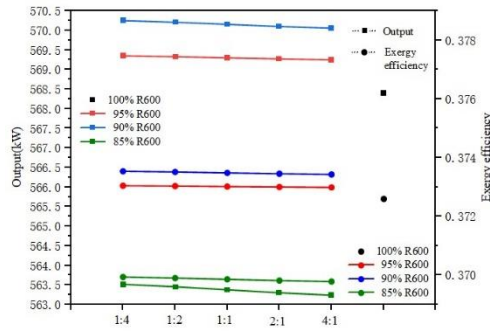 570.5
570.0
569.5
569.0
568.5
568.0
567.5
567.0
566.5
566.0
565.5
565.0
564.5
564.0
563.5
563.0
Output(kW)
100% R600
95% R600
90% R600
85% R600
Output
Exergy
efficiency
0.378
0.376
0.374
0.372
0.370
Exergy efficiency
100% R600
95% R600
90% R600
85% R600
1:4
1:2
1:1
2:1
4:1